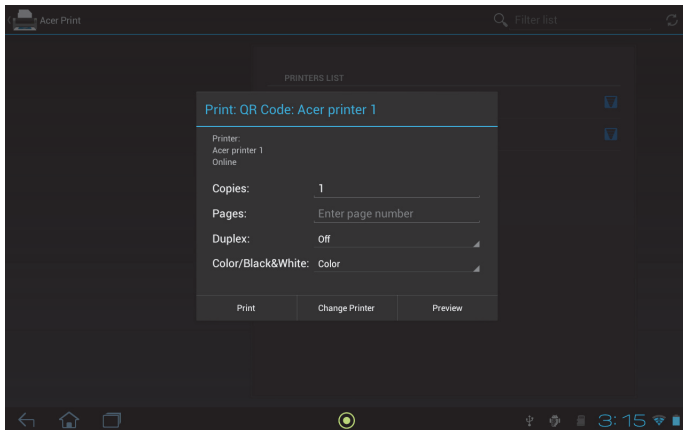 Acer Print
Filter list
PRINTERS LIST
Print: QR Code: Acer printer 1
Printer:
Acer printer 1
Online
Copies: 1
Pages: Enter page number
Duplex: Off
Color/Black&White: Color
Print Change Printer Preview
3:15